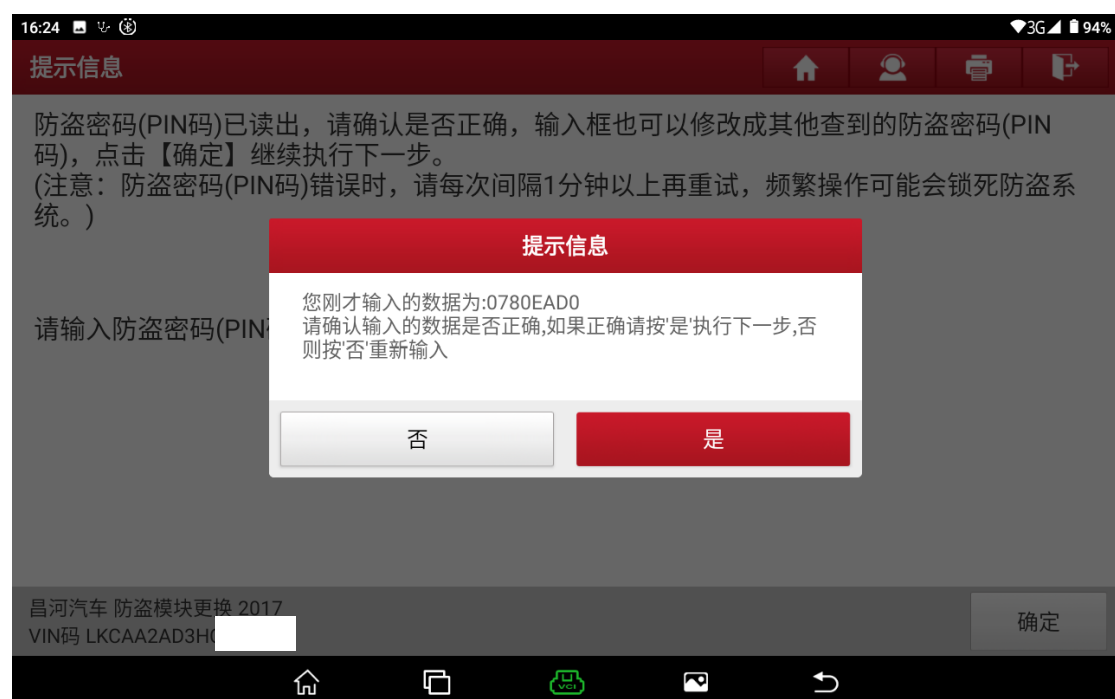 16:24
3G 94%
提示信息
防盗密码(PIN码)已读出，请确认是否正确，输入框也可以修改成其他查到的防盗密码(PIN
码)，点击【确定】继续执行下一步。
(注意：防盗密码(PIN码)错误时，请每次间隔1分钟以上再重试，频繁操作可能会锁死防盗系
统。)
提示信息
您刚才输入的数据为:0780EAD0
请确认输入的数据是否正确,如果正确请按'是'执行下一步,否
则按'否'重新输入
请输入防盗密码(PIN
否
是
昌河汽车 防盗模块更换 2017
VIN码 LKCAA2AD3H
确定
VCI